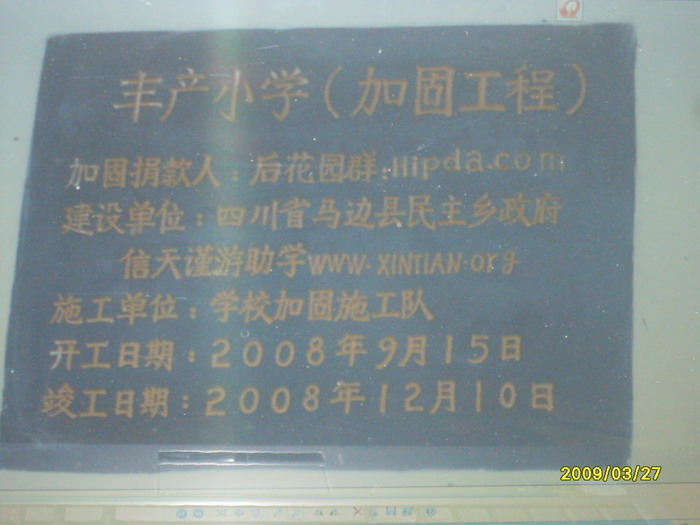 丰产小学（加固工程）
加固捐款人：后花园群:hipda.com
建设单位：四川省马边县民主乡政府
信天谨游助学www.XINTIAN.org
施工单位：学校加固施工队
开工日期：2008年9月15日
竣工日期：2008年12月10日
2009/03/27